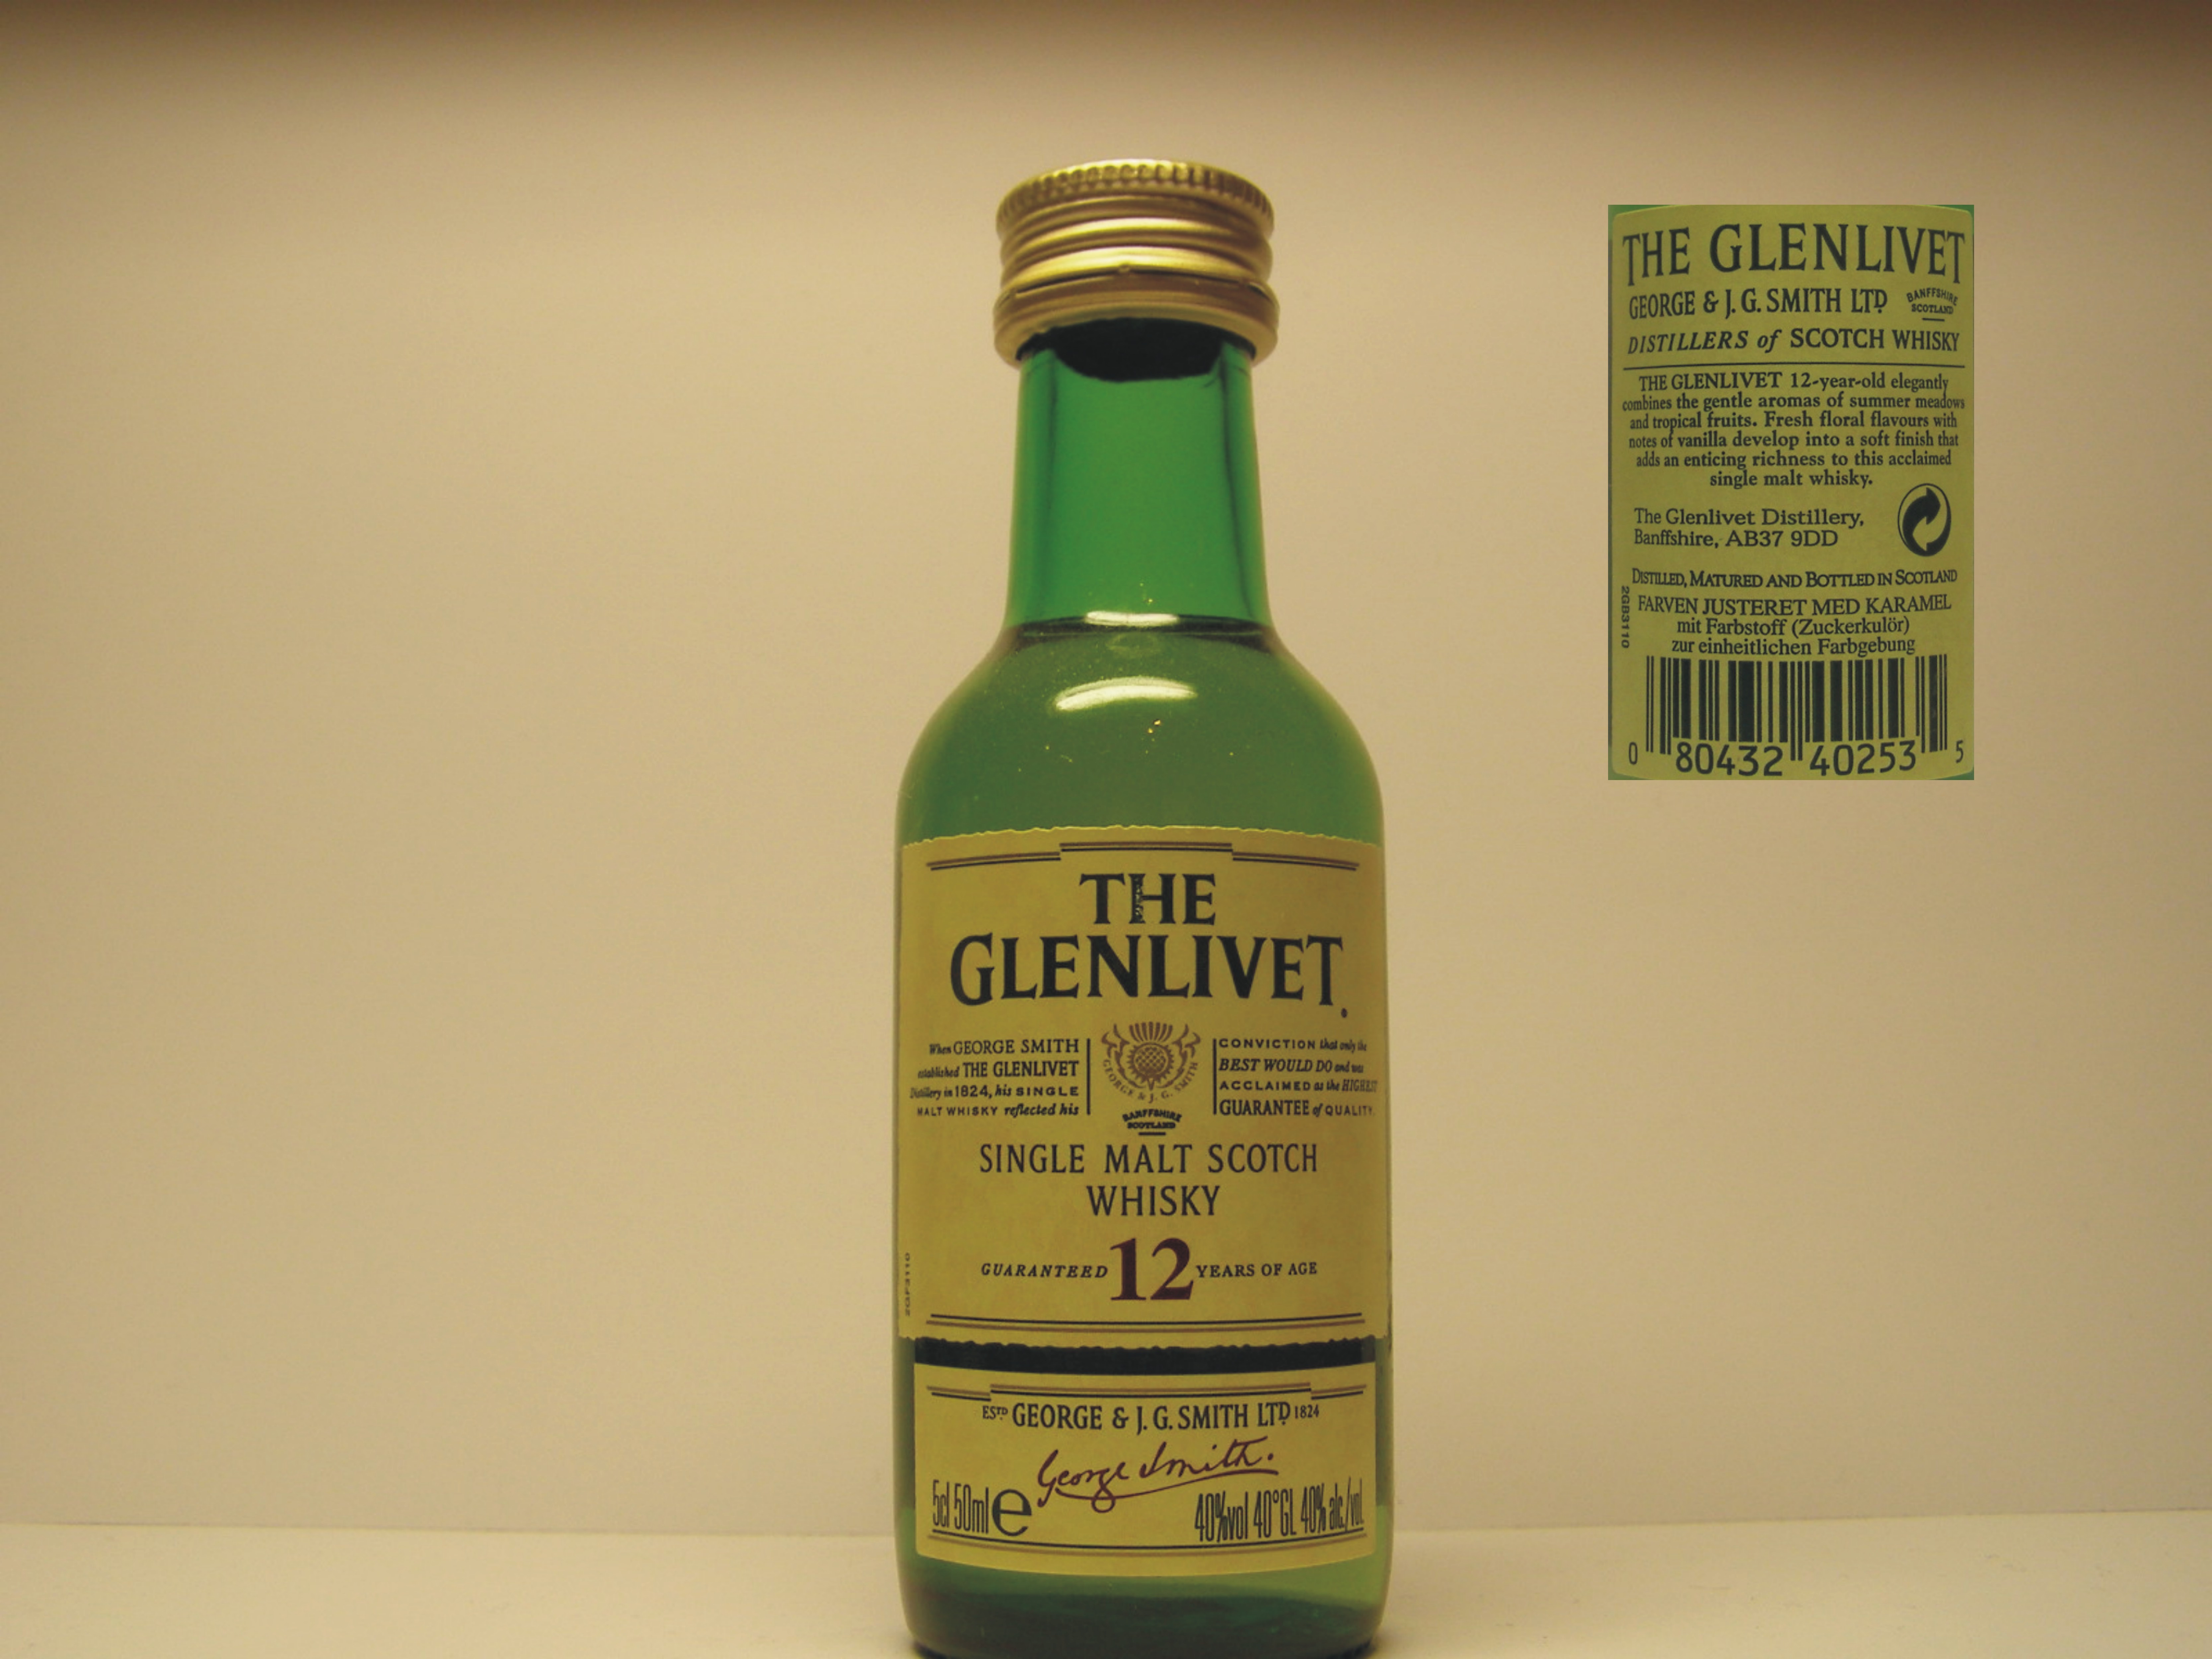 THE
GLENLIVET
When GEORGE SMITH
established THE GLENLIVET
Distillery in 1824, his SINGLE
MALT WHISKY reflected his
GEORGE & J. G. SMITH
BANFFSHIRE
SCOTLAND
CONVICTION that only the
BEST WOULD DO and was
ACCLAIMED as the HIGHEST
GUARANTEE of QUALITY.
SINGLE MALT SCOTCH
WHISKY
GUARANTEED 12 YEARS OF AGE
2GF3110
ESTD GEORGE & J. G. SMITH LTD 1824
George Smith.
5cl 50ml e 40%vol 40°GL 40% alc./vol.
THE GLENLIVET
GEORGE & J. G. SMITH LTD BANFFSHIRE
SCOTLAND
DISTILLERS of SCOTCH WHISKY
THE GLENLIVET 12-year-old elegantly
combines the gentle aromas of summer meadows
and tropical fruits. Fresh floral flavours with
notes of vanilla develop into a soft finish that
adds an enticing richness to this acclaimed
single malt whisky.
The Glenlivet Distillery,
Banffshire, AB37 9DD
DISTILLED, MATURED AND BOTTLED IN SCOTLAND
FARVEN JUSTERET MED KARAMEL
mit Farbstoff (Zuckerkulör)
zur einheitlichen Farbgebung
2GB3110
0 80432 40253 5